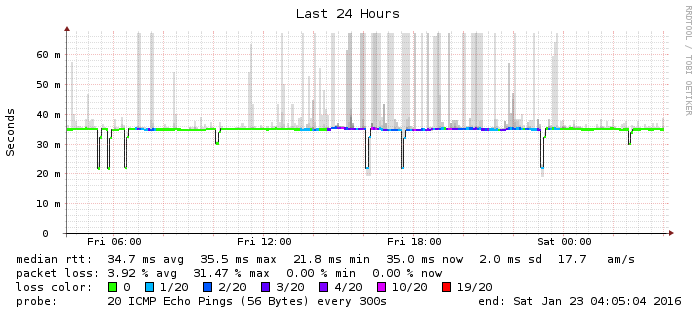 Last 24 Hours
RRDTOOL / TOBI OETIKER
Seconds
60 m
50 m
40 m
30 m
20 m
10 m
0
Fri 06:00 Fri 12:00 Fri 18:00 Sat 00:00
median rtt: 34.7 ms avg 35.5 ms max 21.8 ms min 35.0 ms now 2.0 ms sd 17.7 am/s
packet loss: 3.92 % avg 31.47 % max 0.00 % min 0.00 % now
loss color: 0 1/20 2/20 3/20 4/20 10/20 19/20
probe: 20 ICMP Echo Pings (56 Bytes) every 300s end: Sat Jan 23 04:05:04 2016